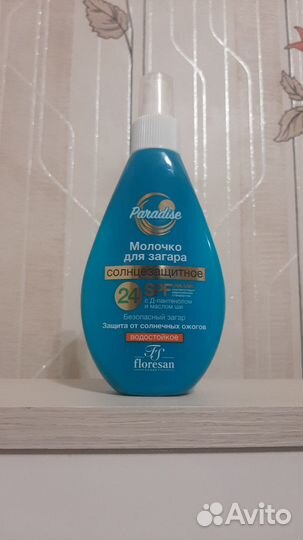 Paradise
Молочко
для загара
солнцезащитное
24 SPF
с Д-пантенолом
и маслом ши
Безопасный загар
Защита от солнечных ожогов
водостойкое
FS
floresan
Avito